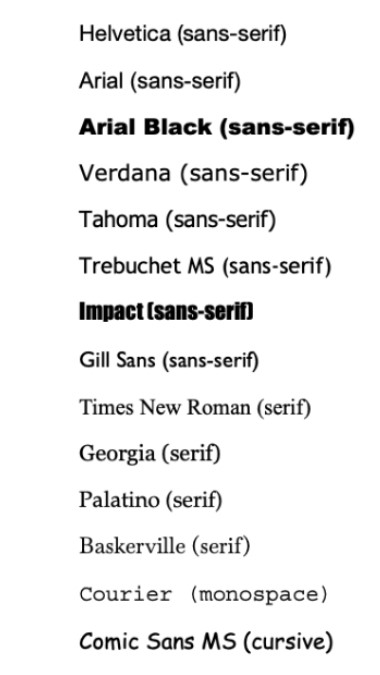 Helvetica (sans-serif)
Arial (sans-serif)
Arial Black (sans-serif)
Verdana (sans-serif)
Tahoma (sans-serif)
Trebuchet MS (sans-serif)
Impact (sans-serif)
Gill Sans (sans-serif)
Times New Roman (serif)
Georgia (serif)
Palatino (serif)
Baskerville (serif)
Courier (monospace)
Comic Sans MS (cursive)